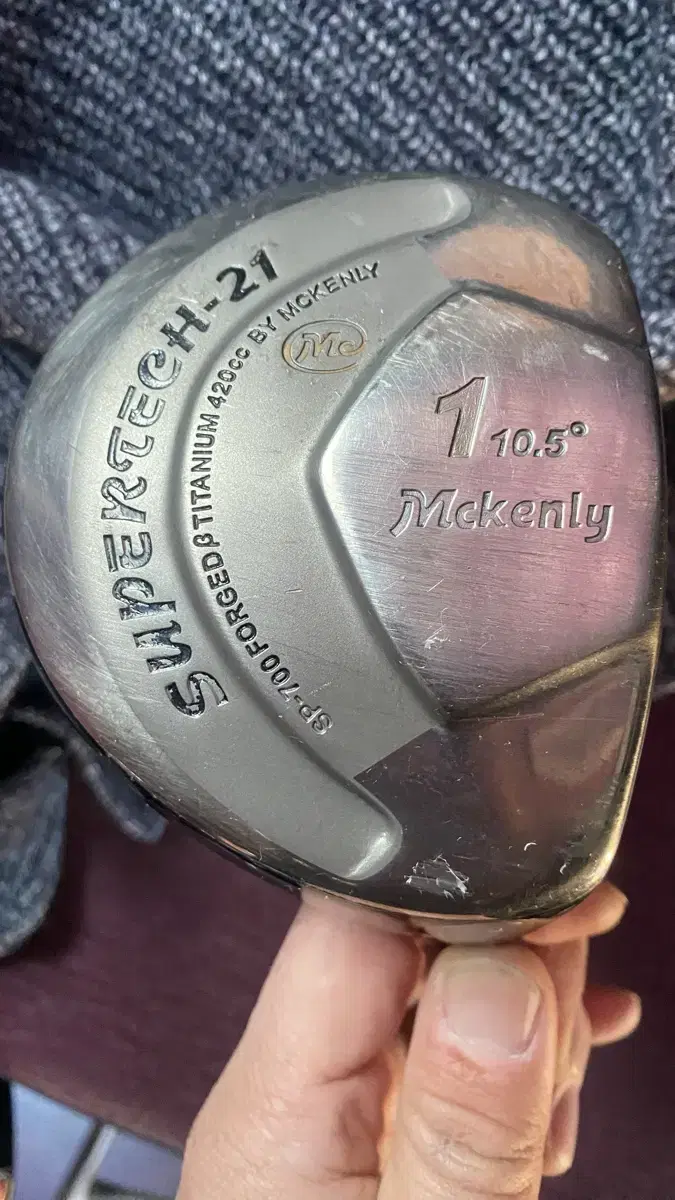 SUPERTECH-21
SP-700 FORGED β TITANIUM 420cc BY MCKENLY
Mc
1 10.5°
Mckenly